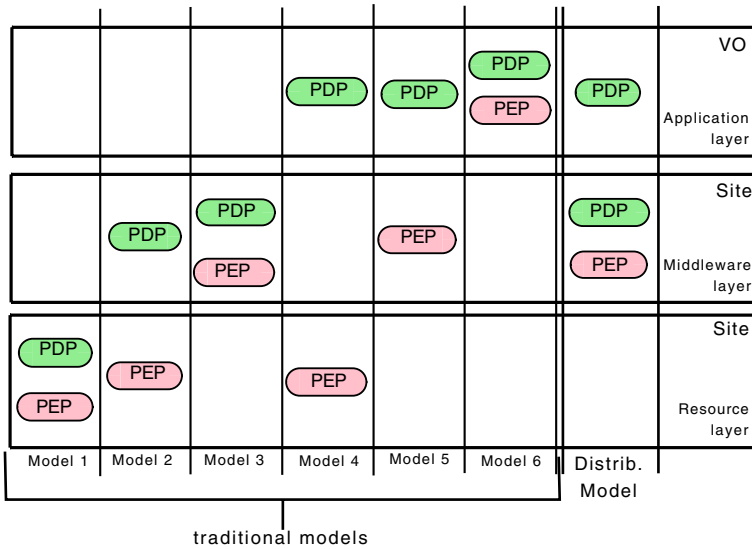 VO
PDP
PDP
PDP
PDP
PEP
Application
layer
Site
PDP
PDP
PEP
PEP
PDP
PEP
Middleware
layer
Site
PDP
PEP
PEP
PEP
Resource
layer
Model 1 Model 2 Model 3 Model 4 Model 5 Model 6 Distrib.
Model
traditional models